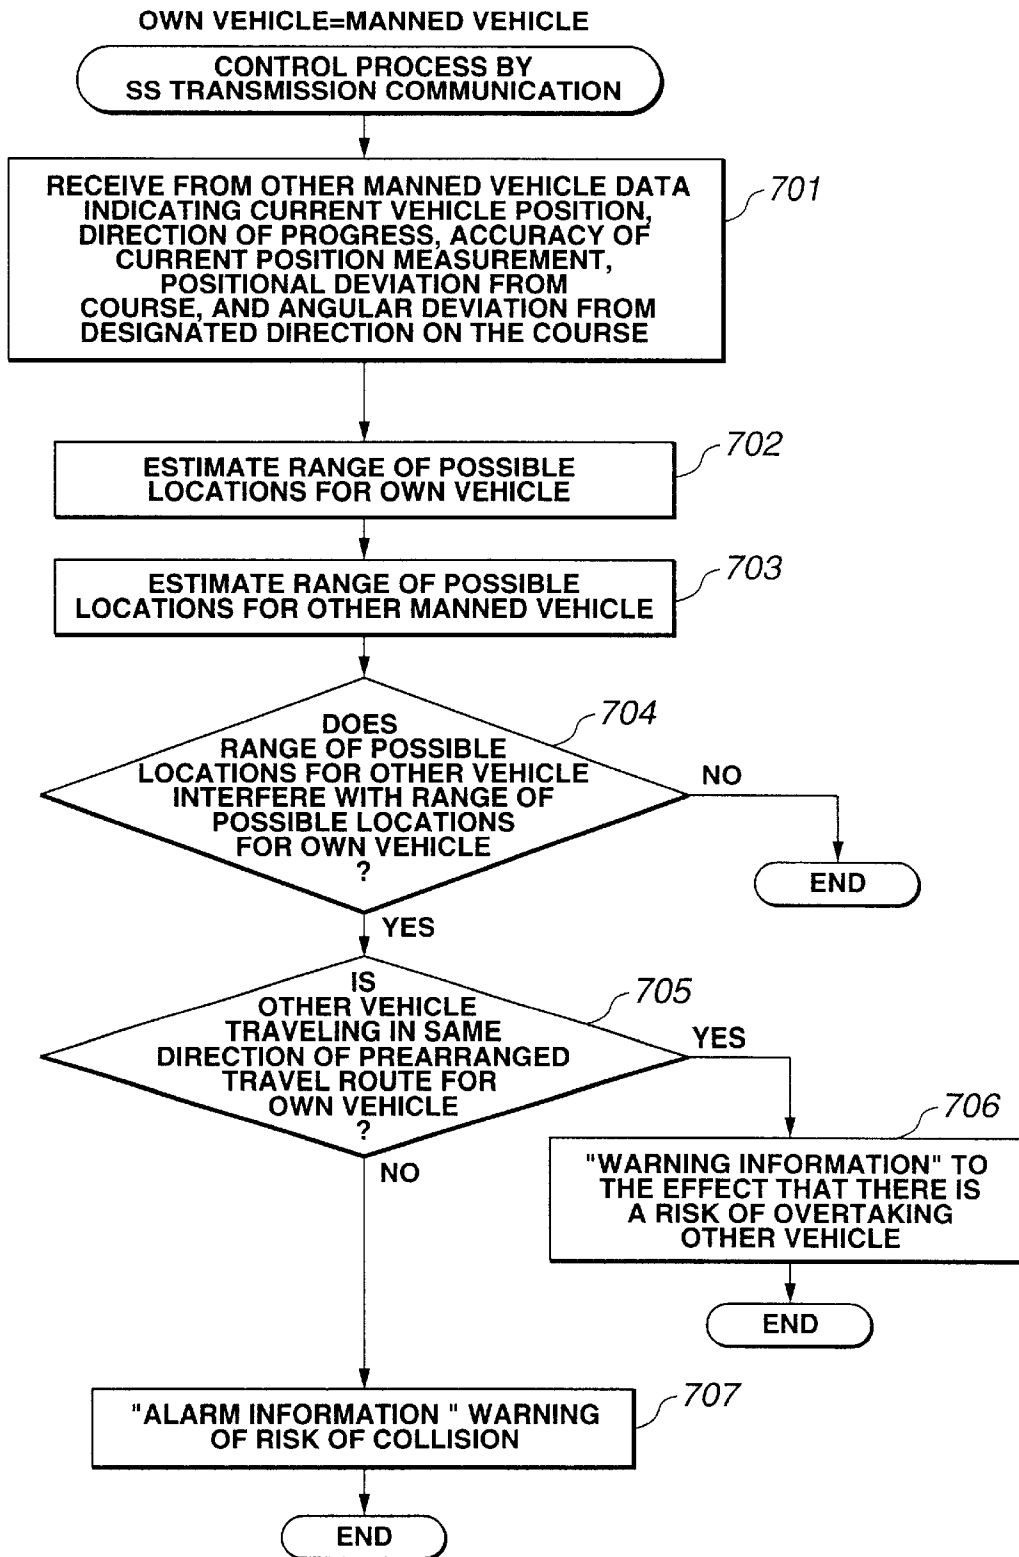 OWN VEHICLE=MANNED VEHICLE
CONTROL PROCESS BY
SS TRANSMISSION COMMUNICATION
RECEIVE FROM OTHER MANNED VEHICLE DATA
INDICATING CURRENT VEHICLE POSITION,
DIRECTION OF PROGRESS, ACCURACY OF
CURRENT POSITION MEASUREMENT,
POSITIONAL DEVIATION FROM
COURSE, AND ANGULAR DEVIATION FROM
DESIGNATED DIRECTION ON THE COURSE
701
702
ESTIMATE RANGE OF POSSIBLE
LOCATIONS FOR OWN VEHICLE
703
ESTIMATE RANGE OF POSSIBLE
LOCATIONS FOR OTHER MANNED VEHICLE
704
DOES
RANGE OF POSSIBLE
LOCATIONS FOR OTHER VEHICLE
INTERFERE WITH RANGE OF
POSSIBLE LOCATIONS
FOR OWN VEHICLE
?
NO
END
YES
705
IS
OTHER VEHICLE
TRAVELING IN SAME
DIRECTION OF PREARRANGED
TRAVEL ROUTE FOR
OWN VEHICLE
?
YES
706
"WARNING INFORMATION" TO
THE EFFECT THAT THERE IS
A RISK OF OVERTAKING
OTHER VEHICLE
END
NO
707
"ALARM INFORMATION " WARNING
OF RISK OF COLLISION
END